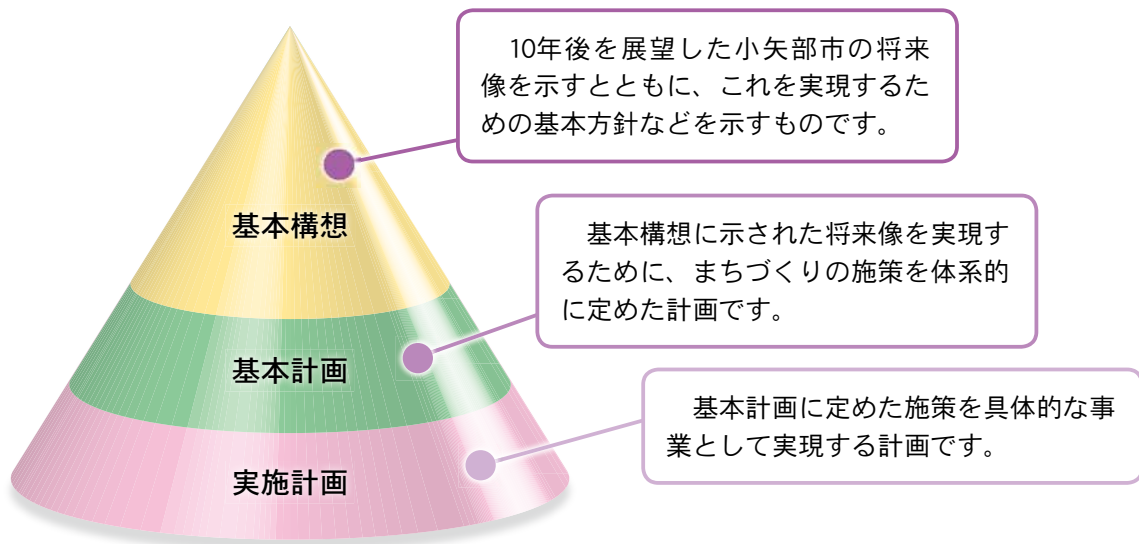 10年後を展望した小矢部市の将来
像を示すとともに、これを実現するた
めの基本方針などを示すものです。
基本構想
　基本構想に示された将来像を実現す
るために、まちづくりの施策を体系的
に定めた計画です。
基本計画
　基本計画に定めた施策を具体的な事
業として実現する計画です。
実施計画